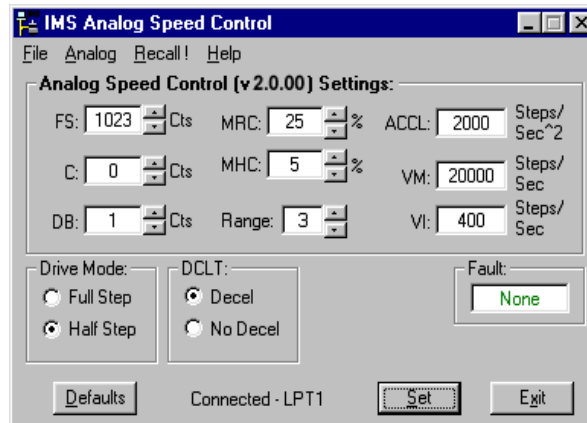 IMS Analog Speed Control
File Analog Recall! Help
Analog Speed Control (v 2.0.00) Settings:
FS: 1023 Cts MRC: 25 % ACCL: 2000 Steps/ Sec^2
C: 0 Cts MHC: 5 % VM: 20000 Steps/ Sec
DB: 1 Cts Range: 3 VI: 400 Steps/ Sec
Drive Mode: DCLT: Fault:
Full Step Decel None
Half Step No Decel
Defaults Connected - LPT1 Set Exit